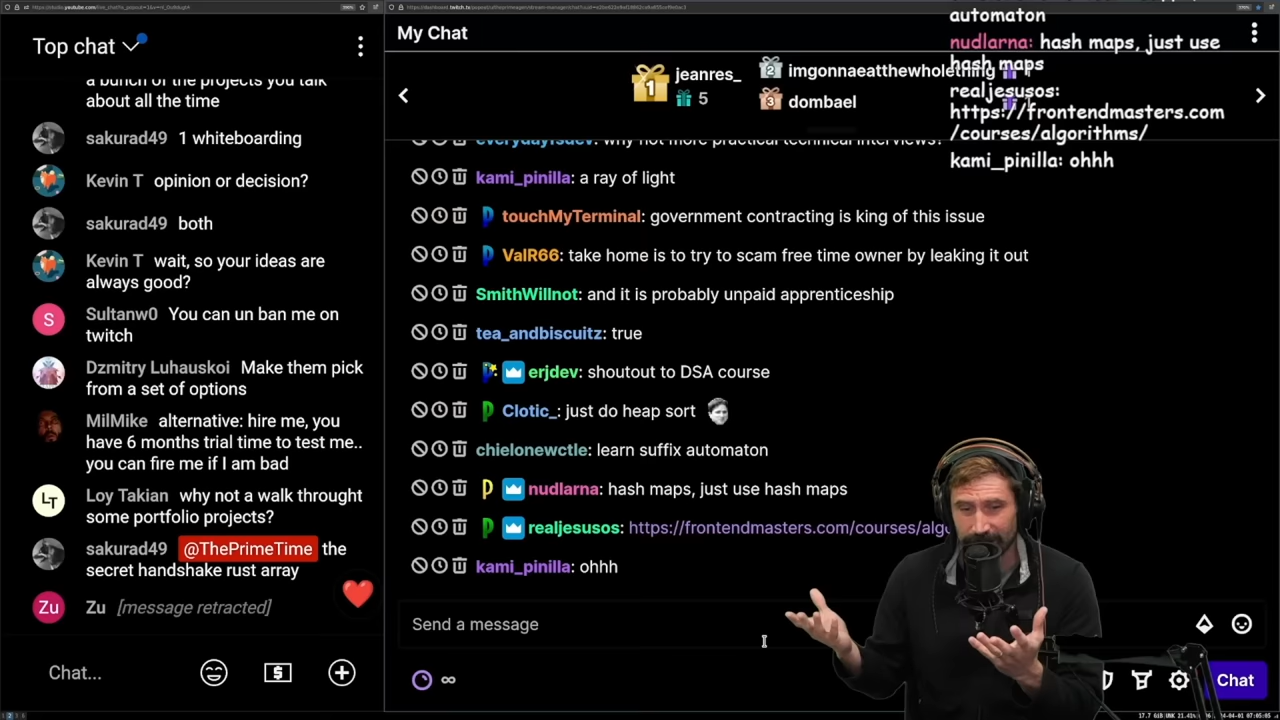 Top chat
a bunch of the projects you talk
about all the time
sakurad49 1 whiteboarding
Kevin T opinion or decision?
sakurad49 both
Kevin T wait, so your ideas are
always good?
Sultanw0 You can un ban me on
twitch
Dzmitry Luhauskoi Make them pick
from a set of options
MilMike alternative: hire me, you
have 6 months trial time to test me..
you can fire me if I am bad
LT Loy Takian why not a walk throught
some portfolio projects?
sakurad49 @ThePrimeTime the
secret handshake rust array
Zu Zu [message retracted]
Chat...
My Chat
1 jeanres_
5
2 imgonnaeatthewholething
3 dombael
everydayfsdev: why not more practical technical interviews?
kami_pinilla: a ray of light
touchMyTerminal: government contracting is king of this issue
ValR66: take home is to try to scam free time owner by leaking it out
SmithWillnot: and it is probably unpaid apprenticeship
tea_andbiscuitz: true
erjdev: shoutout to DSA course
Clotic_: just do heap sort
chielonewctle: learn suffix automaton
nudlarna: hash maps, just use hash maps
realjesusos: https://frontendmasters.com/courses/algo
kami_pinilla: ohhh
Send a message
Chat
automaton
nudlarna: hash maps, just use
hash maps
realjesusos:
https://frontendmasters.com
/courses/algorithms/
kami_pinilla: ohhh